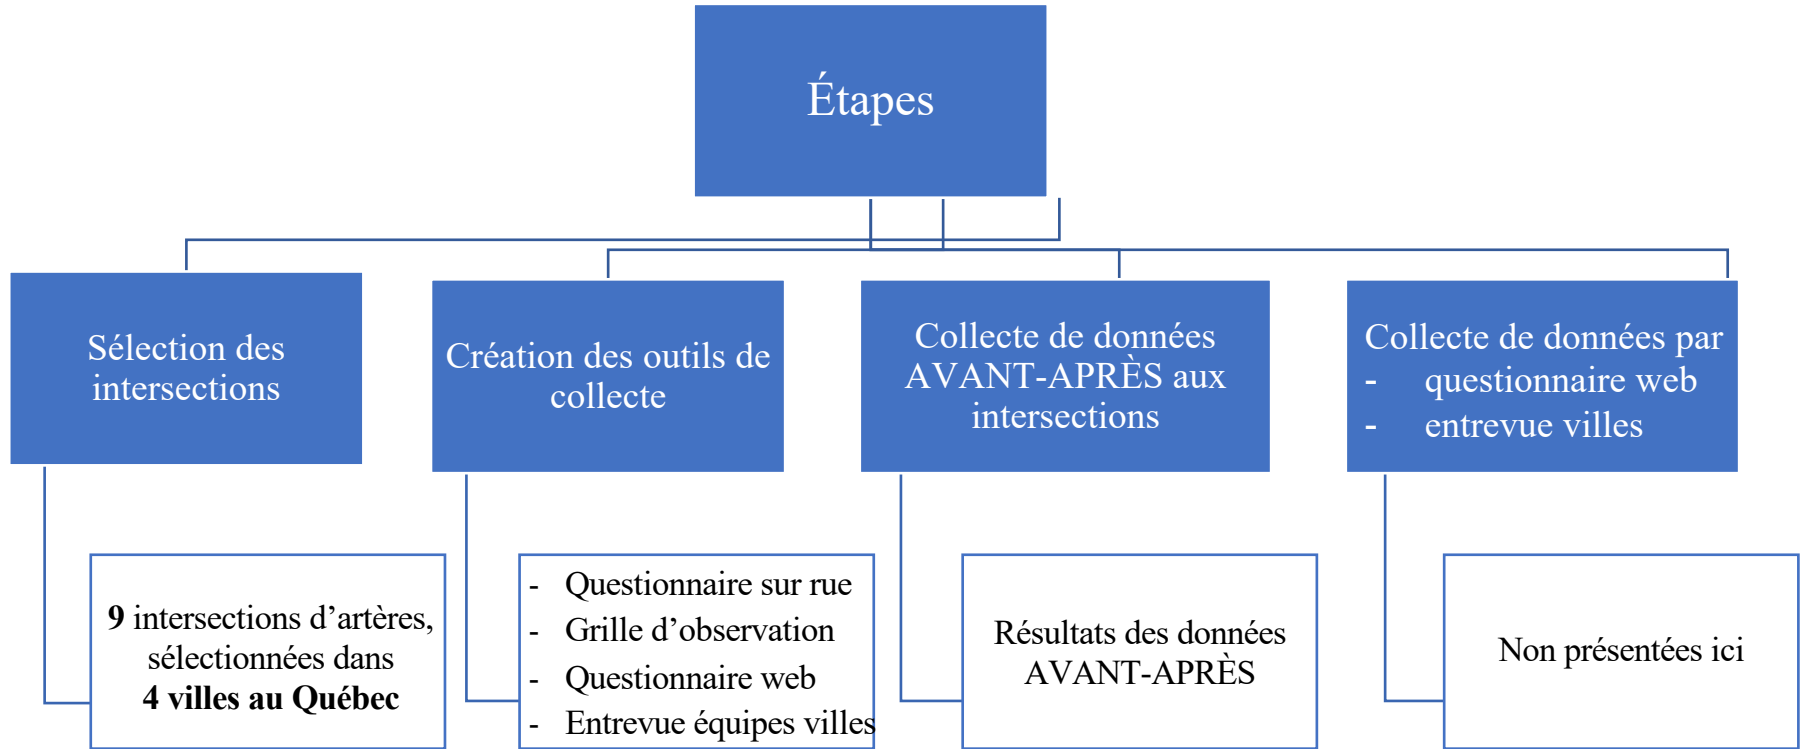 Étapes
Sélection des
intersections
Création des outils de
collecte
Collecte de données
AVANT-APRÈS aux
intersections
Collecte de données par
- questionnaire web
- entrevue villes
9 intersections d’artères,
sélectionnées dans
4 villes au Québec
- Questionnaire sur rue
- Grille d’observation
- Questionnaire web
- Entrevue équipes villes
Résultats des données
AVANT-APRÈS
Non présentées ici